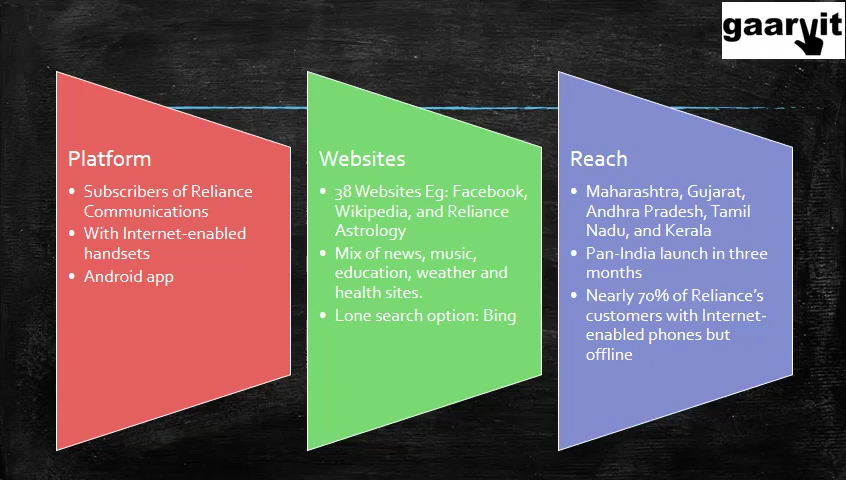 gaarvit
Platform
• Subscribers of Reliance
Communications
• With Internet-enabled
handsets
• Android app
Websites
• 38 Websites Eg: Facebook,
Wikipedia, and Reliance
Astrology
• Mix of news, music,
education, weather and
health sites.
• Lone search option: Bing
Reach
• Maharashtra, Gujarat,
Andhra Pradesh, Tamil
Nadu, and Kerala
• Pan-India launch in three
months
• Nearly 70% of Reliance’s
customers with Internet-
enabled phones but
offline